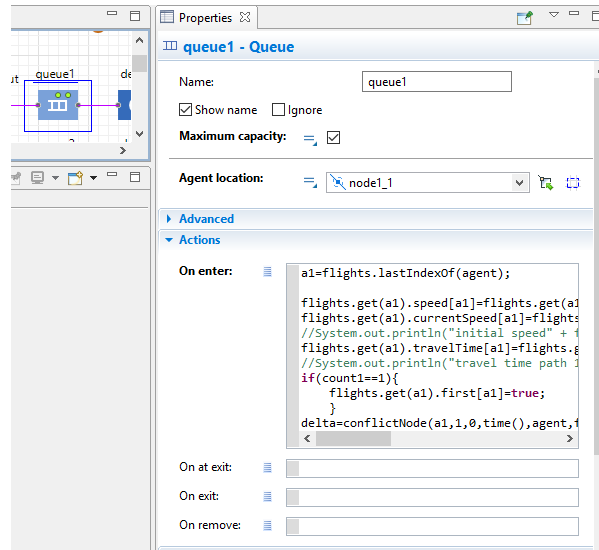 Properties
queue1 - Queue
ut
queue1
de
Name:
queue1
Show name
Ignore
Maximum capacity:
Agent location:
node1_1
Advanced
Actions
On enter:
a1=flights.lastIndexOf(agent);
flights.get(a1).speed[a1]=flights.get(a1
flights.get(a1).currentSpeed[a1]=flights
//System.out.println("initial speed" + f
flights.get(a1).travelTime[a1]=flights.g
//System.out.println("travel time path 1
if(count1==1){
flights.get(a1).first[a1]=true;
}
delta=conflictNode(a1,1,0,time(),agent,f
On at exit:
On exit:
On remove: